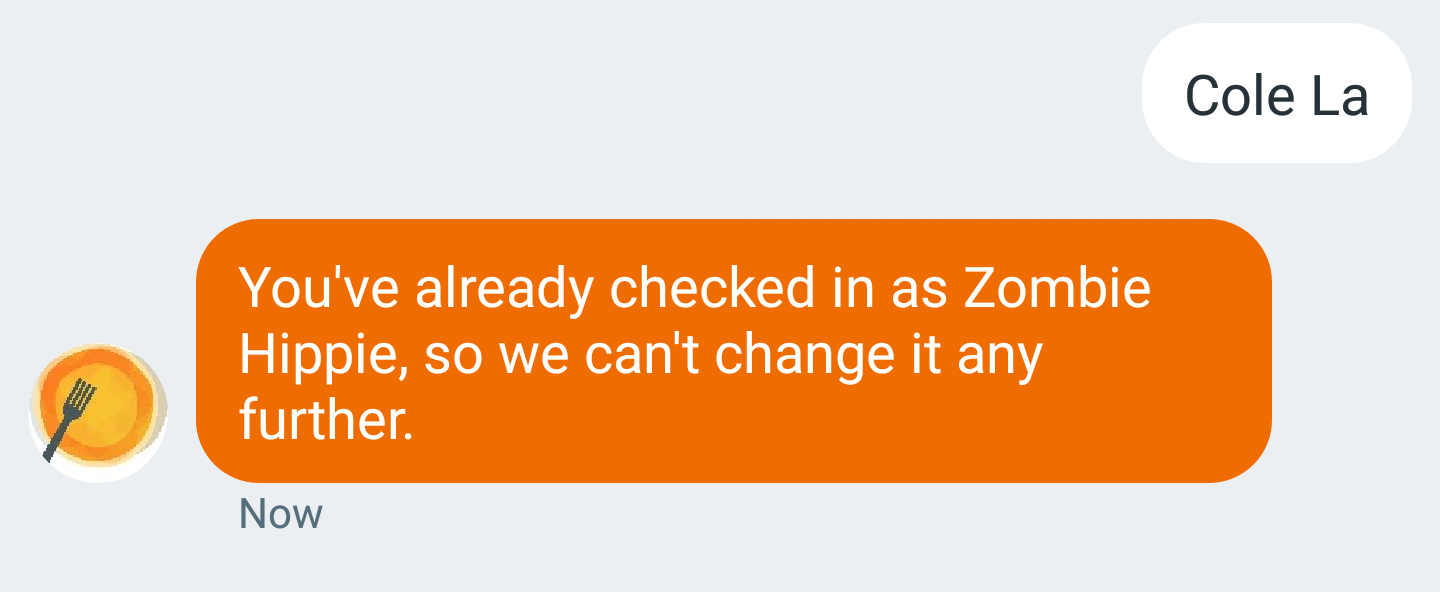 Cole La
You've already checked in as Zombie
Hippie, so we can't change it any
further.
Now